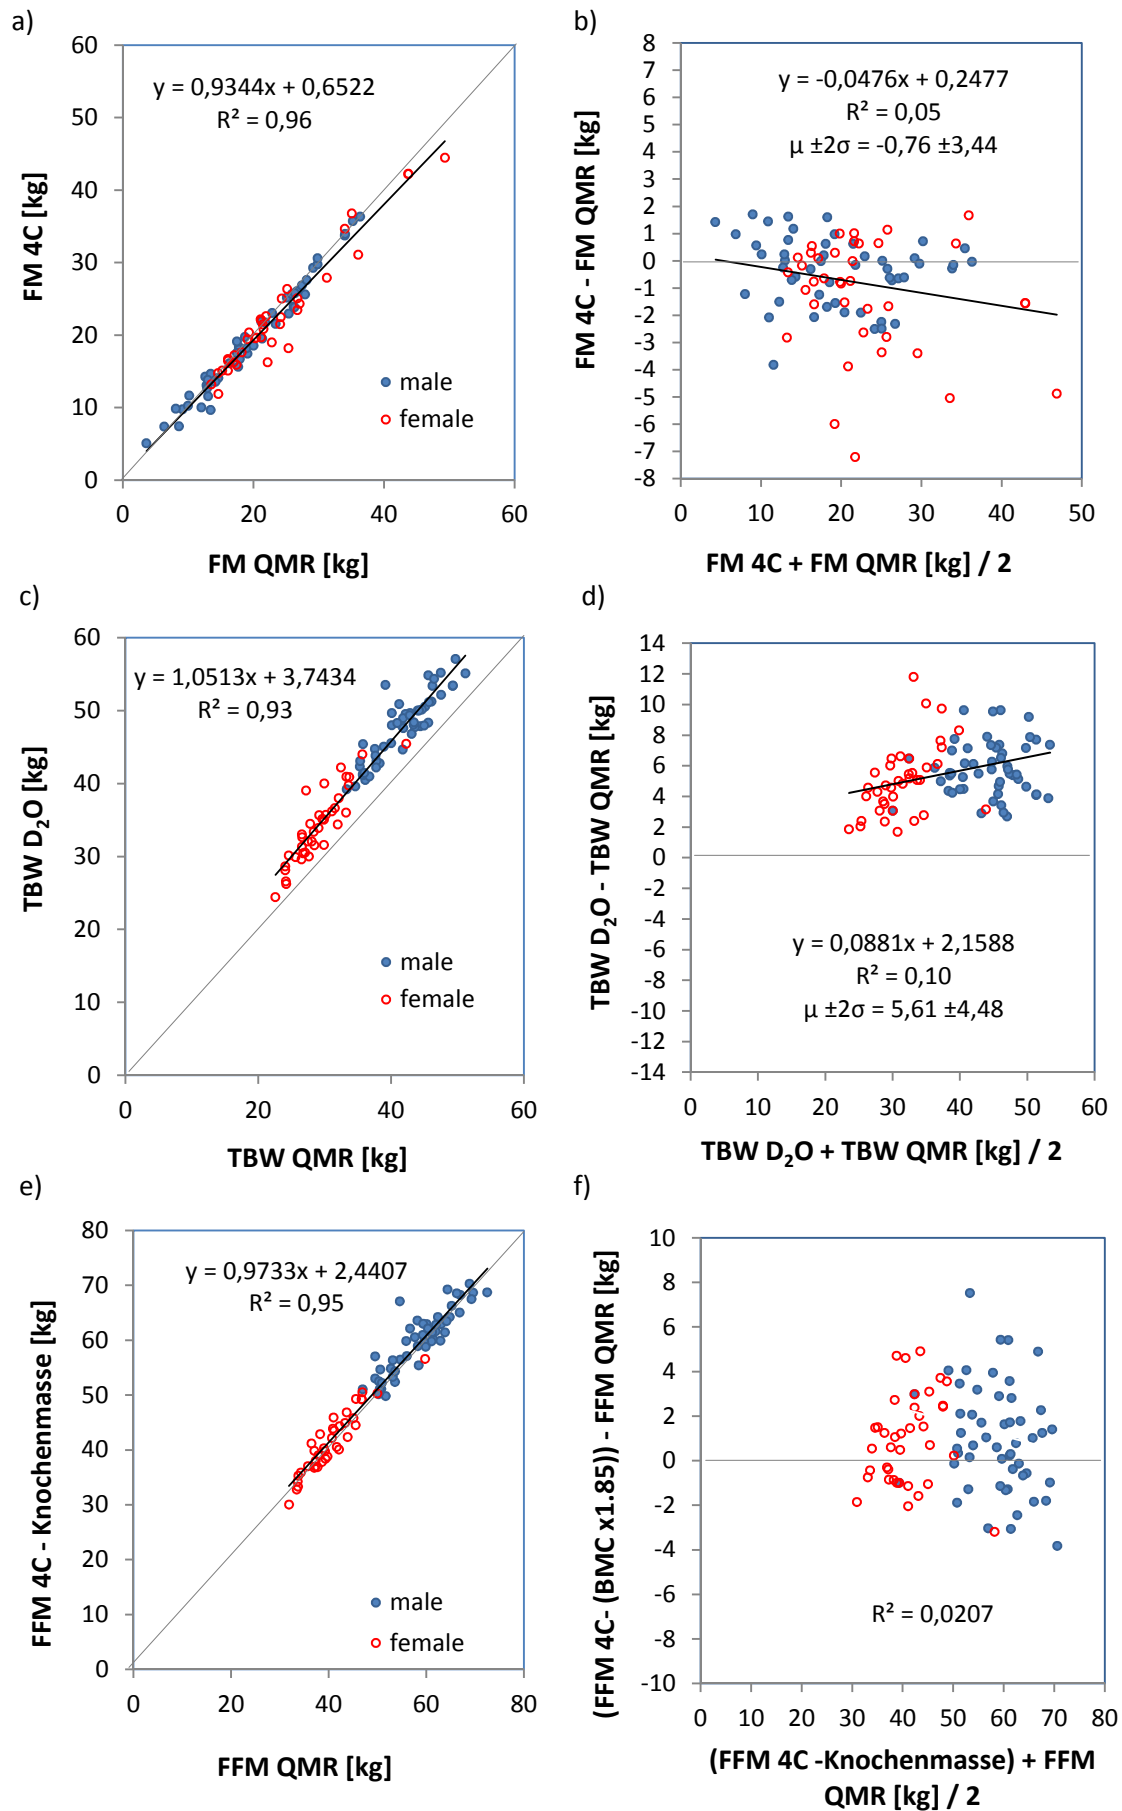 a)
60
50
40
30
20
10
0
0 20 40 60
FM 4C [kg]
FM QMR [kg]
y = 0,9344x + 0,6522
R² = 0,96
male
female
b)
8
7
6
5
4
3
2
1
0
-1
-2
-3
-4
-5
-6
-7
-8
0 10 20 30 40 50
FM 4C - FM QMR [kg]
FM 4C + FM QMR [kg] / 2
y = -0,0476x + 0,2477
R² = 0,05
μ ±2σ = -0,76 ±3,44
c)
60
50
40
30
20
10
0
0 20 40 60
TBW D₂O [kg]
TBW QMR [kg]
y = 1,0513x + 3,7434
R² = 0,93
male
female
d)
14
12
10
8
6
4
2
0
-2
-4
-6
-8
-10
-12
-14
0 10 20 30 40 50 60
TBW D₂O - TBW QMR [kg]
TBW D₂O + TBW QMR [kg] / 2
y = 0,0881x + 2,1588
R² = 0,10
μ ±2σ = 5,61 ±4,48
e)
80
70
60
50
40
30
20
10
0
0 20 40 60 80
FFM 4C - Knochenmasse [kg]
FFM QMR [kg]
y = 0,9733x + 2,4407
R² = 0,95
male
female
f)
10
8
6
4
2
0
-2
-4
-6
-8
-10
0 10 20 30 40 50 60 70 80
(FFM 4C- (BMC x1.85)) - FFM QMR [kg]
(FFM 4C -Knochenmasse) + FFM
QMR [kg] / 2
R² = 0,0207